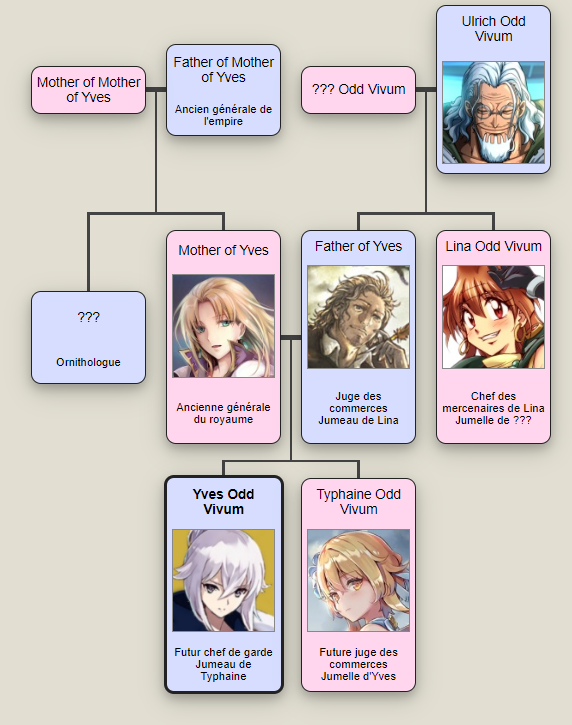 Ulrich Odd
Vivum
Mother of Mother
of Yves
Father of Mother
of Yves
Ancien générale de
l'empire
??? Odd Vivum
???
Ornithologue
Mother of Yves
Ancienne générale
du royaume
Father of Yves
Juge des
commerces
Jumeau de Lina
Lina Odd Vivum
Chef des
mercenaires de Lina
Jumelle de ???
Yves Odd
Vivum
Futur chef de garde
Jumeau de
Typhaine
Typhaine Odd
Vivum
Future juge des
commerces
Jumelle d'Yves